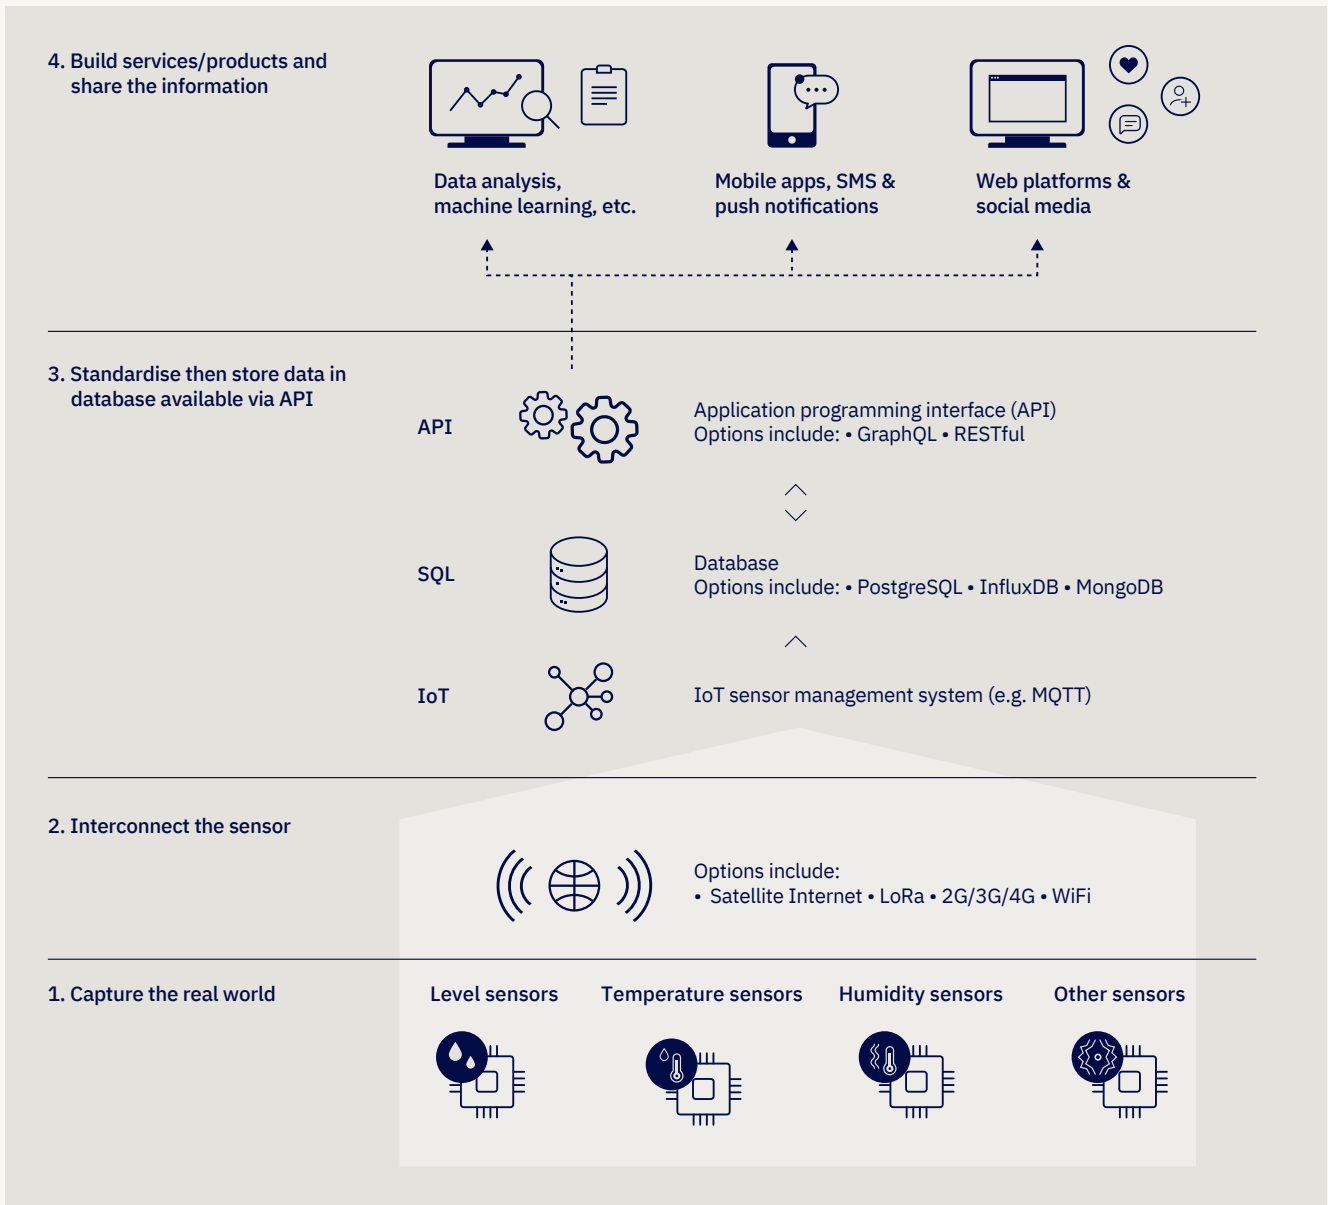 4. Build services/products and
share the information
Data analysis,
machine learning, etc.
Mobile apps, SMS &
push notifications
Web platforms &
social media
3. Standardise then store data in
database available via API
API
Application programming interface (API)
Options include: • GraphQL • RESTful
SQL
Database
Options include: • PostgreSQL • InfluxDB • MongoDB
IoT
IoT sensor management system (e.g. MQTT)
2. Interconnect the sensor
Options include:
• Satellite Internet • LoRa • 2G/3G/4G • WiFi
1. Capture the real world
Level sensors
Temperature sensors
Humidity sensors
Other sensors